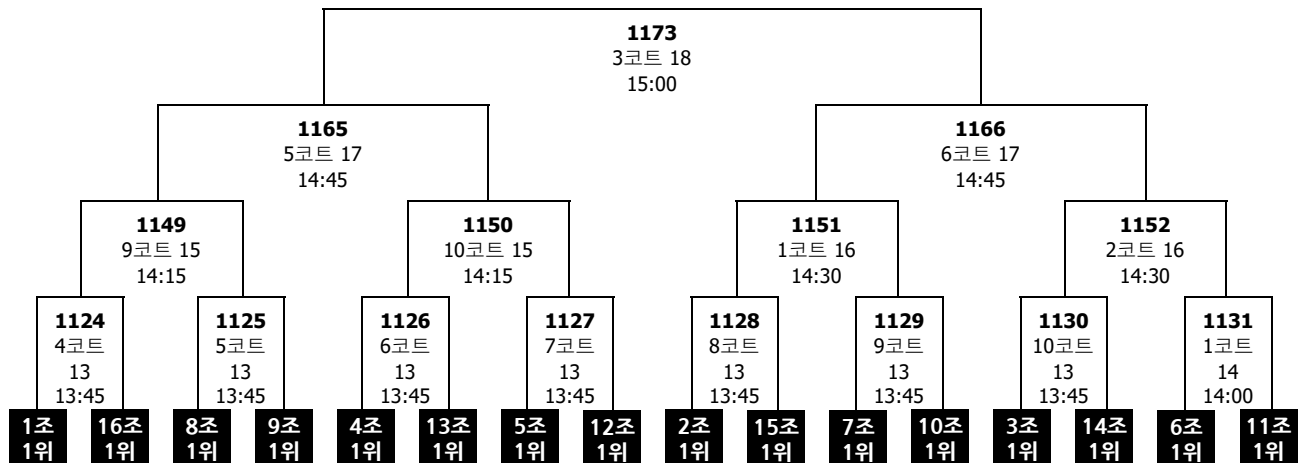 1173
3코트 18
15:00
1165
5코트 17
14:45
1166
6코트 17
14:45
1149
9코트 15
14:15
1150
10코트 15
14:15
1151
1코트 16
14:30
1152
2코트 16
14:30
1124
4코트
13
13:45
1125
5코트
13
13:45
1126
6코트
13
13:45
1127
7코트
13
13:45
1128
8코트
13
13:45
1129
9코트
13
13:45
1130
10코트
13
13:45
1131
1코트
14
14:00
1조
1위
16조
1위
8조
1위
9조
1위
4조
1위
13조
1위
5조
1위
12조
1위
2조
1위
15조
1위
7조
1위
10조
1위
3조
1위
14조
1위
6조
1위
11조
1위